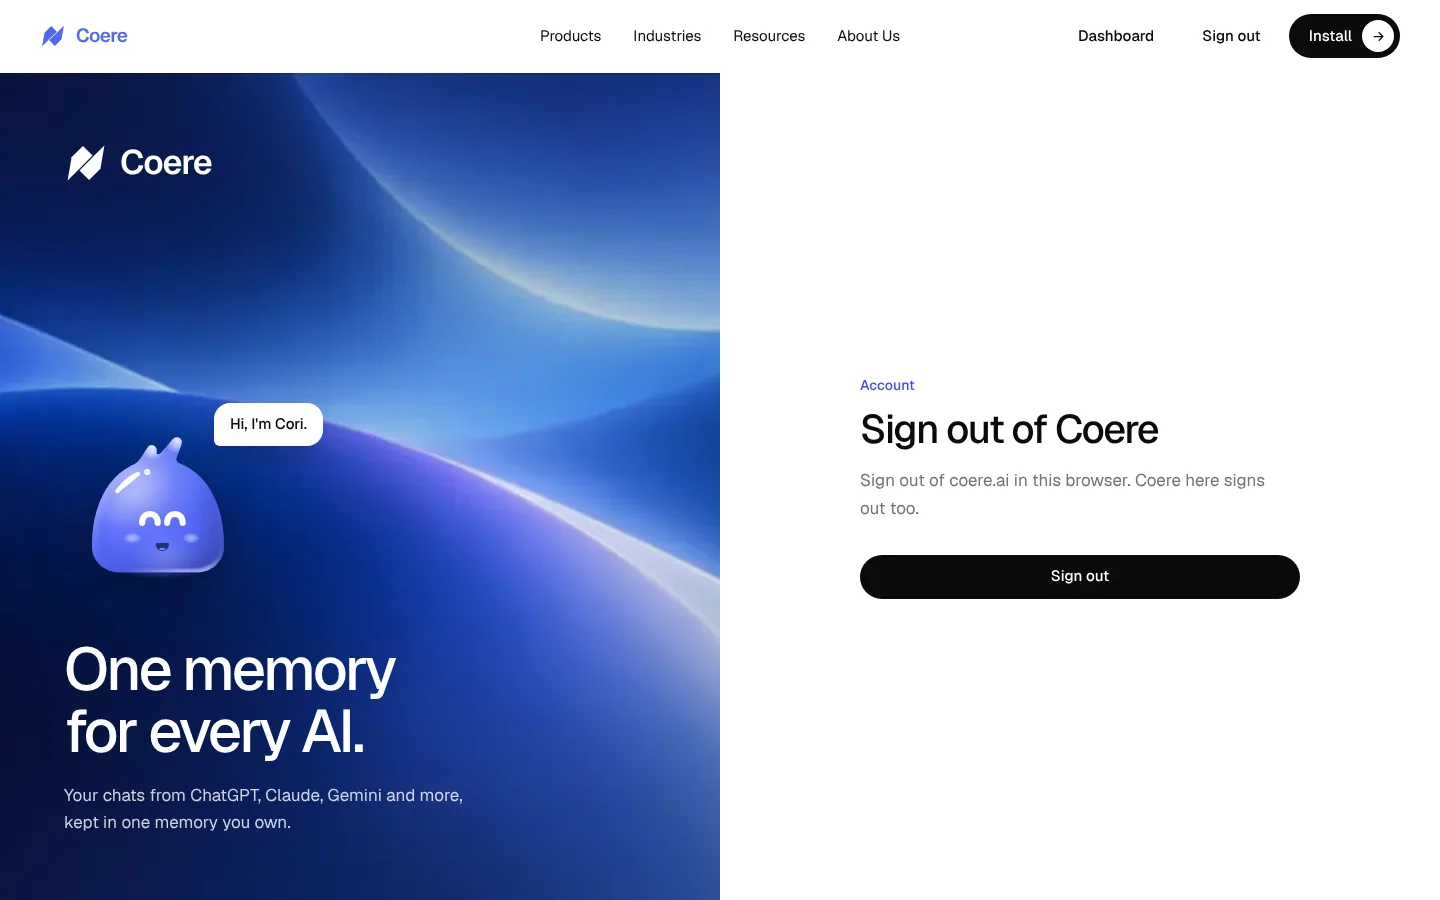 Coere
Products
Industries
Resources
About Us
Dashboard
Sign out
Install
Coere
Hi, I'm Cori.
One memory
for every AI.
Your chats from ChatGPT, Claude, Gemini and more,
kept in one memory you own.
Account
Sign out of Coere
Sign out of coere.ai in this browser. Coere here signs
out too.
Sign out